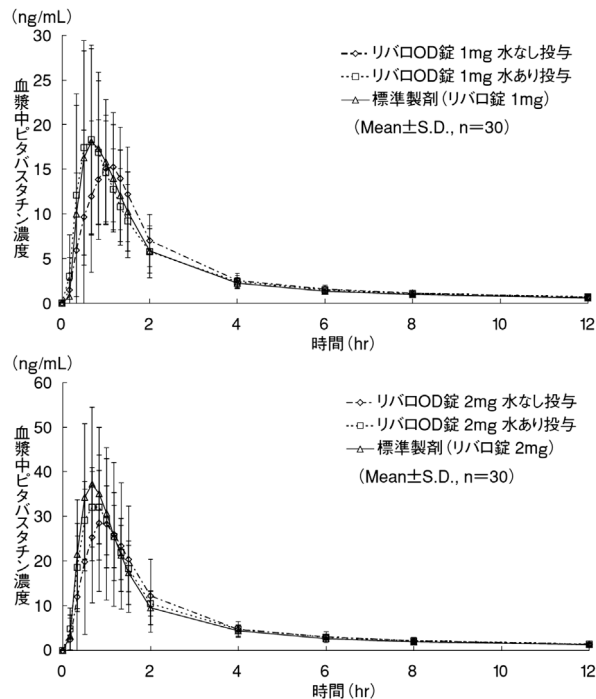 (ng/mL)
30
25
20
15
10
5
0
血漿中ピタバスタチン濃度
リバロOD錠 1mg 水なし投与
リバロOD錠 1mg 水あり投与
標準製剤(リバロ錠 1mg)
(Mean±S.D., n=30)
0 2 4 6 8 12
時間(hr)
(ng/mL)
60
50
40
30
20
10
0
血漿中ピタバスタチン濃度
リバロOD錠 2mg 水なし投与
リバロOD錠 2mg 水あり投与
標準製剤(リバロ錠 2mg)
(Mean±S.D., n=30)
0 2 4 6 8 12
時間(hr)